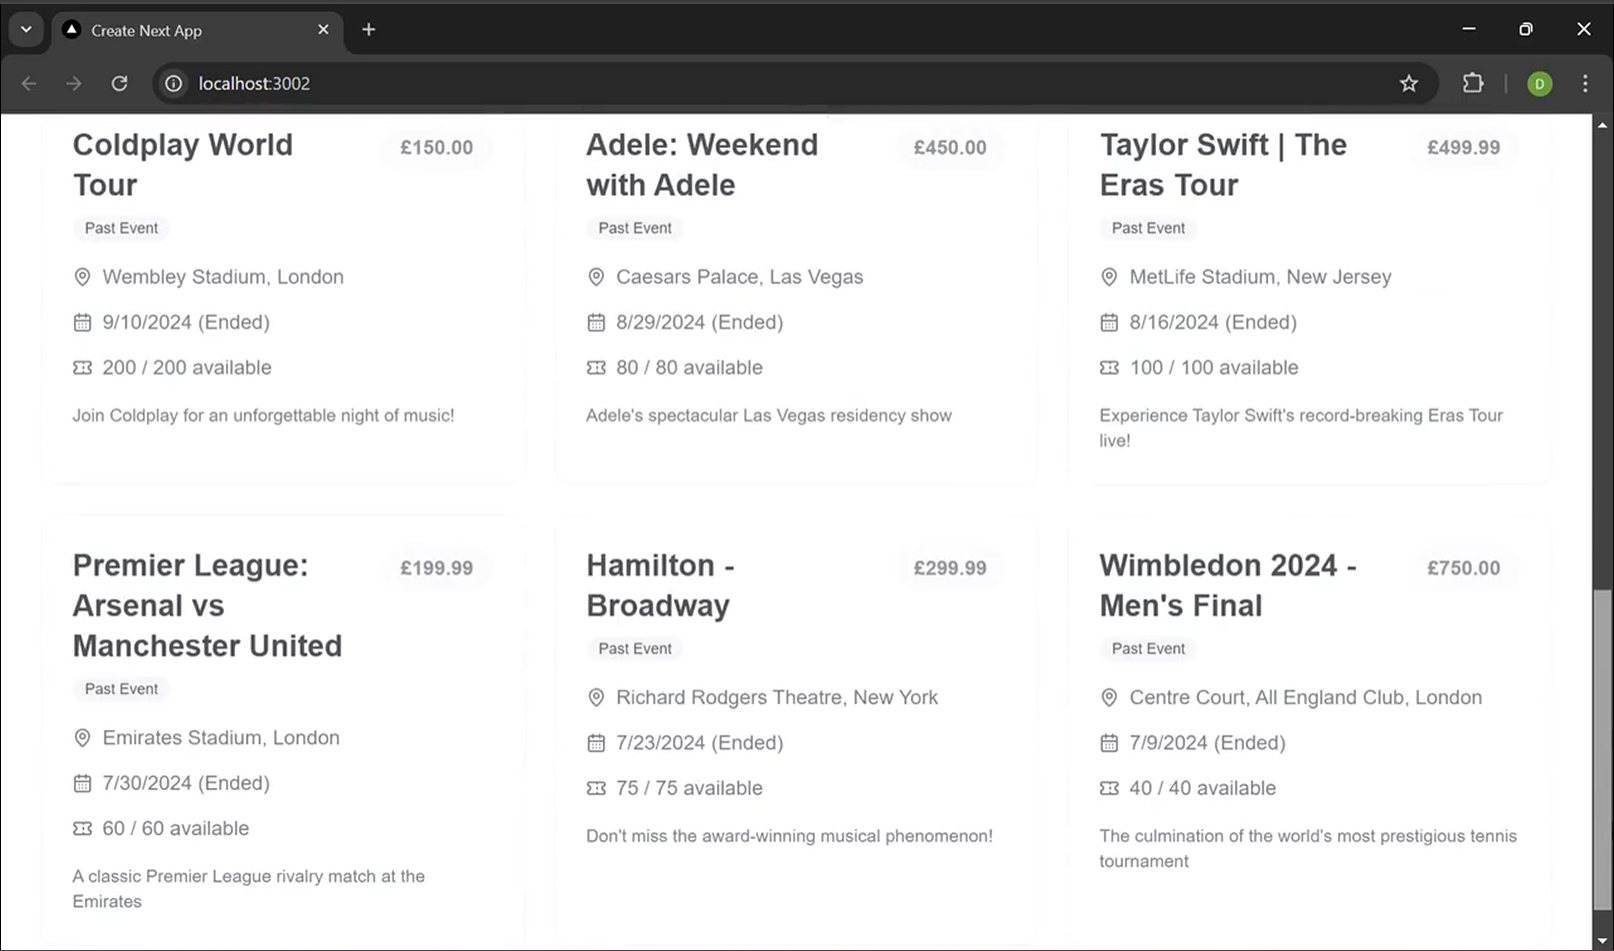 Create Next App
localhost:3002
D
Coldplay World
Tour
£150.00
Past Event
Wembley Stadium, London
9/10/2024 (Ended)
200 / 200 available
Join Coldplay for an unforgettable night of music!
Adele: Weekend
with Adele
£450.00
Past Event
Caesars Palace, Las Vegas
8/29/2024 (Ended)
80 / 80 available
Adele's spectacular Las Vegas residency show
Taylor Swift | The
Eras Tour
£499.99
Past Event
MetLife Stadium, New Jersey
8/16/2024 (Ended)
100 / 100 available
Experience Taylor Swift's record-breaking Eras Tour
live!
Premier League:
Arsenal vs
Manchester United
£199.99
Past Event
Emirates Stadium, London
7/30/2024 (Ended)
60 / 60 available
A classic Premier League rivalry match at the
Emirates
Hamilton -
Broadway
£299.99
Past Event
Richard Rodgers Theatre, New York
7/23/2024 (Ended)
75 / 75 available
Don't miss the award-winning musical phenomenon!
Wimbledon 2024 -
Men's Final
£750.00
Past Event
Centre Court, All England Club, London
7/9/2024 (Ended)
40 / 40 available
The culmination of the world's most prestigious tennis
tournament